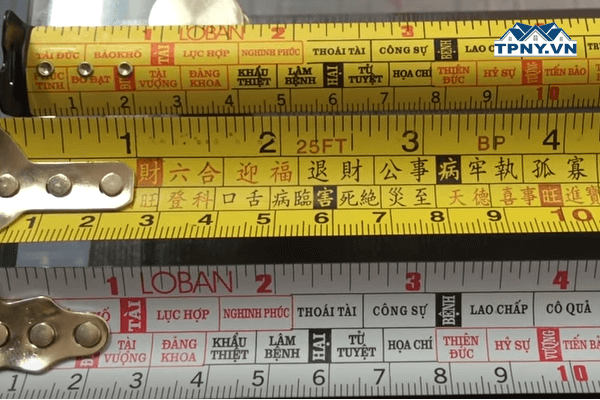 TPNY.VN
LOBAN
TÀI ĐỨC BẢO KHỐ TÀI LỤC HỢP NGHINH PHÚC THOÁI TÀI CÔNG SỰ BỆNH LAO CHẤP
PHÚC TINH ĐỖ ĐẠT TÀI VƯỢNG ĐĂNG KHOA KHẨU THIỆT LÂM BỆNH HẠI TỬ TUYỆT HỌA CHÍ THIÊN ĐỨC HỶ SỰ VƯỢNG TIẾN BẢO
1 2 3 4 5 6 7 8 9 10
1 2 25FT 3 BP 4
財 六合 迎福 退財 公事 病 牢執 孤寡
旺 登科 口舌 病臨 害 死絶 災至 天德 喜事 旺 進寶
1 2 3 4 5 6 7 8 9 10
1 LOBAN 2 3 4
TÀI LỤC HỢP NGHINH PHÚC THOÁI TÀI CÔNG SỰ BỆNH LAO CHẤP CÔ QUẢ
TÀI VƯỢNG ĐĂNG KHOA KHẨU THIỆT LÂM BỆNH HẠI TỬ TUYỆT HỌA CHÍ THIÊN ĐỨC HỶ SỰ VƯỢNG TIẾN BẢO
1 2 3 4 5 6 7 8 9 10